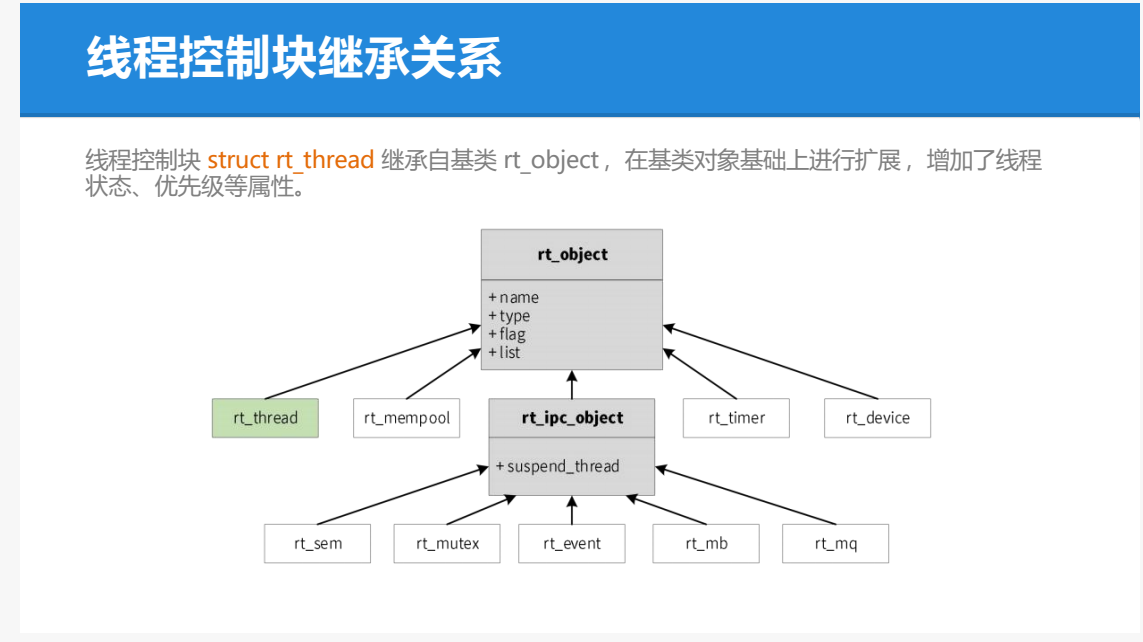 线程控制块继承关系
线程控制块 struct rt_thread 继承自基类 rt_object，在基类对象基础上进行扩展，增加了线程
状态、优先级等属性。
rt_object
+ name
+ type
+ flag
+ list
rt_thread
rt_mempool
rt_ipc_object
rt_timer
rt_device
+ suspend_thread
rt_sem
rt_mutex
rt_event
rt_mb
rt_mq